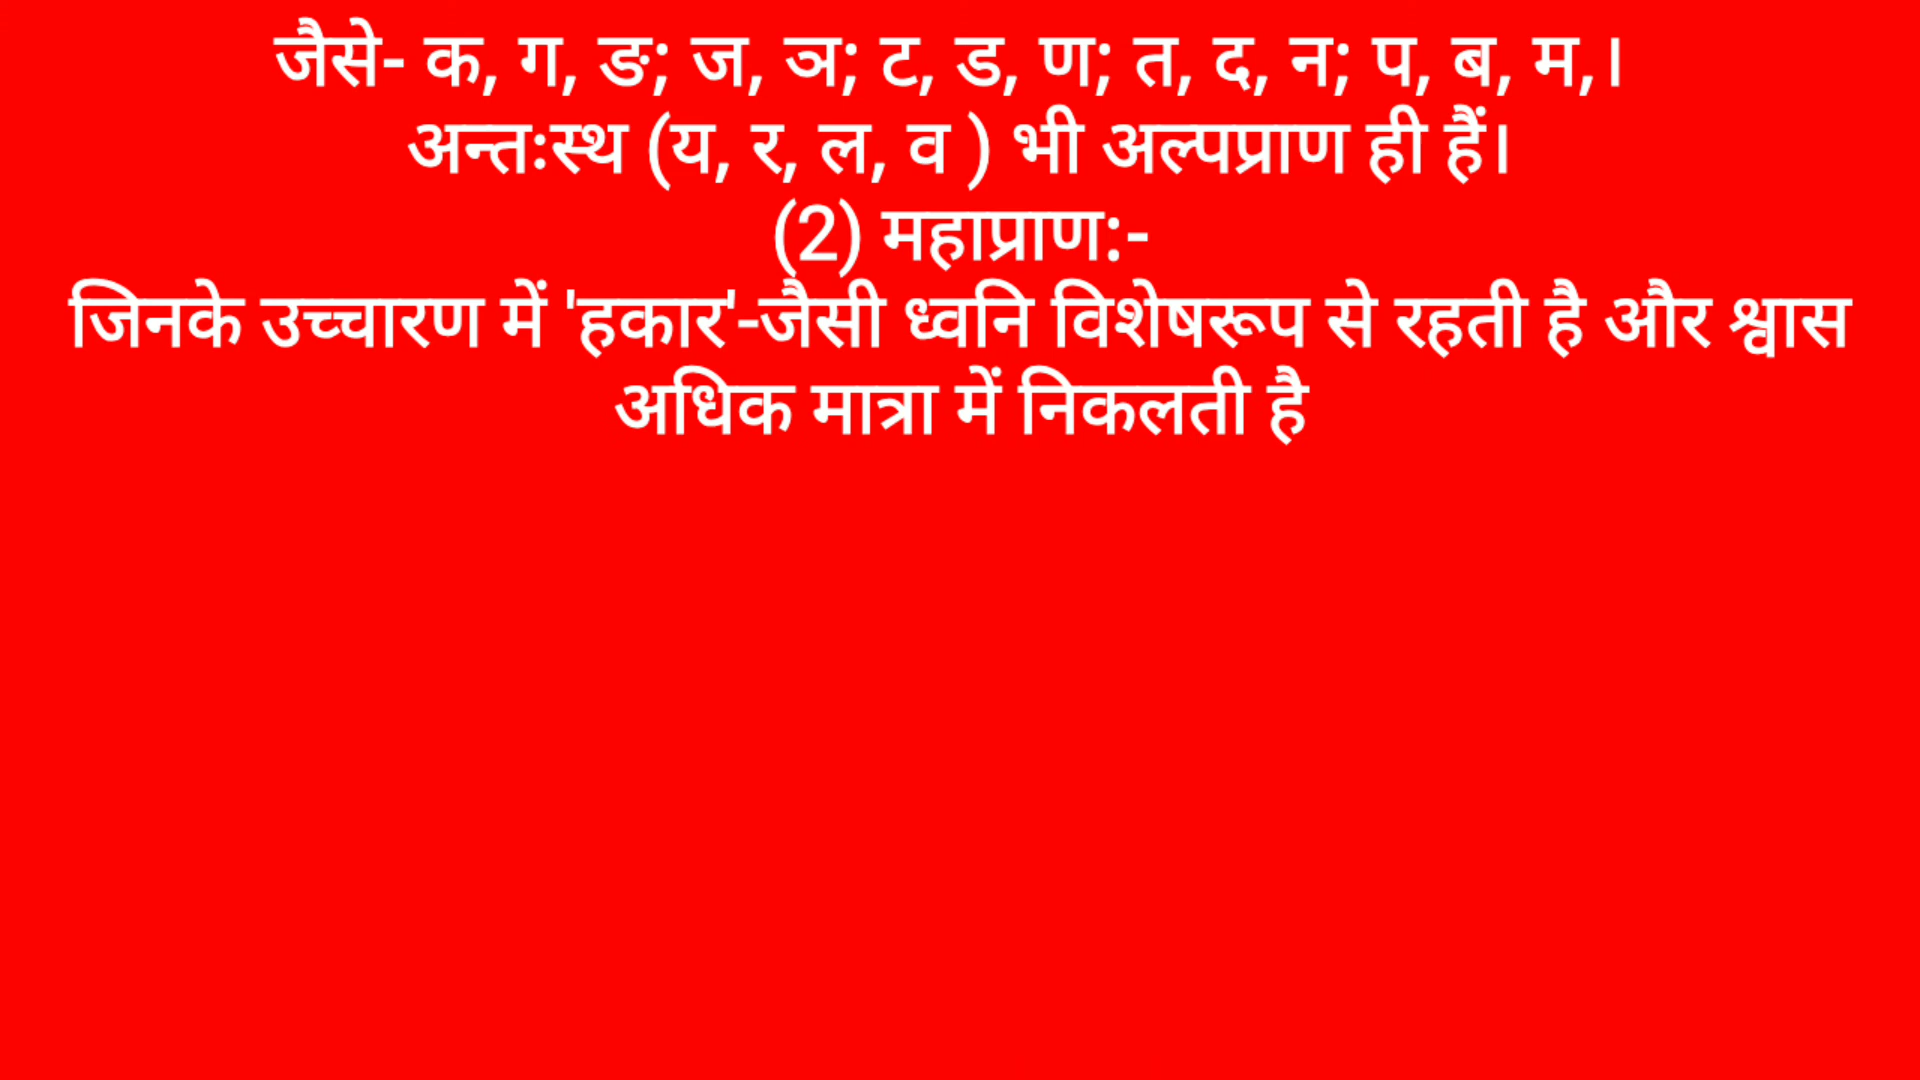 जैसे- क, ग, ङ; ज, ञ; ट, ड, ण; त, द, न; प, ब, म,।
अन्तःस्थ (य, र, ल, व ) भी अल्पप्राण ही हैं।
(2) महाप्राण:-
जिनके उच्चारण में 'हकार'-जैसी ध्वनि विशेषरूप से रहती है और श्वास
अधिक मात्रा में निकलती है